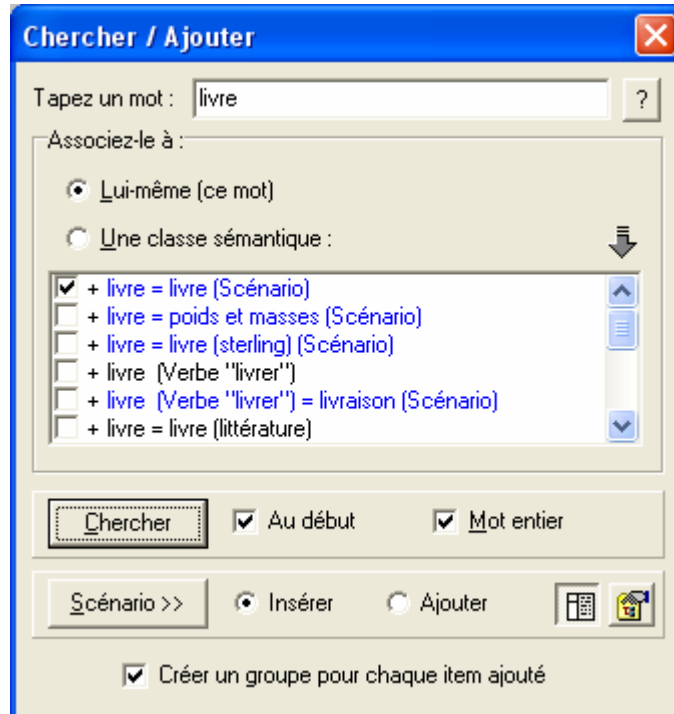 Chercher / Ajouter
Tapez un mot : livre ?
Associez-le à :
Lui-même (ce mot)
Une classe sémantique :
+ livre = livre (Scénario)
+ livre = poids et masses (Scénario)
+ livre = livre (sterling) (Scénario)
+ livre (Verbe "livrer")
+ livre (Verbe "livrer") = livraison (Scénario)
+ livre = livre (littérature)
Chercher Au début Mot entier
Scénario >> Insérer Ajouter
Créer un groupe pour chaque item ajouté